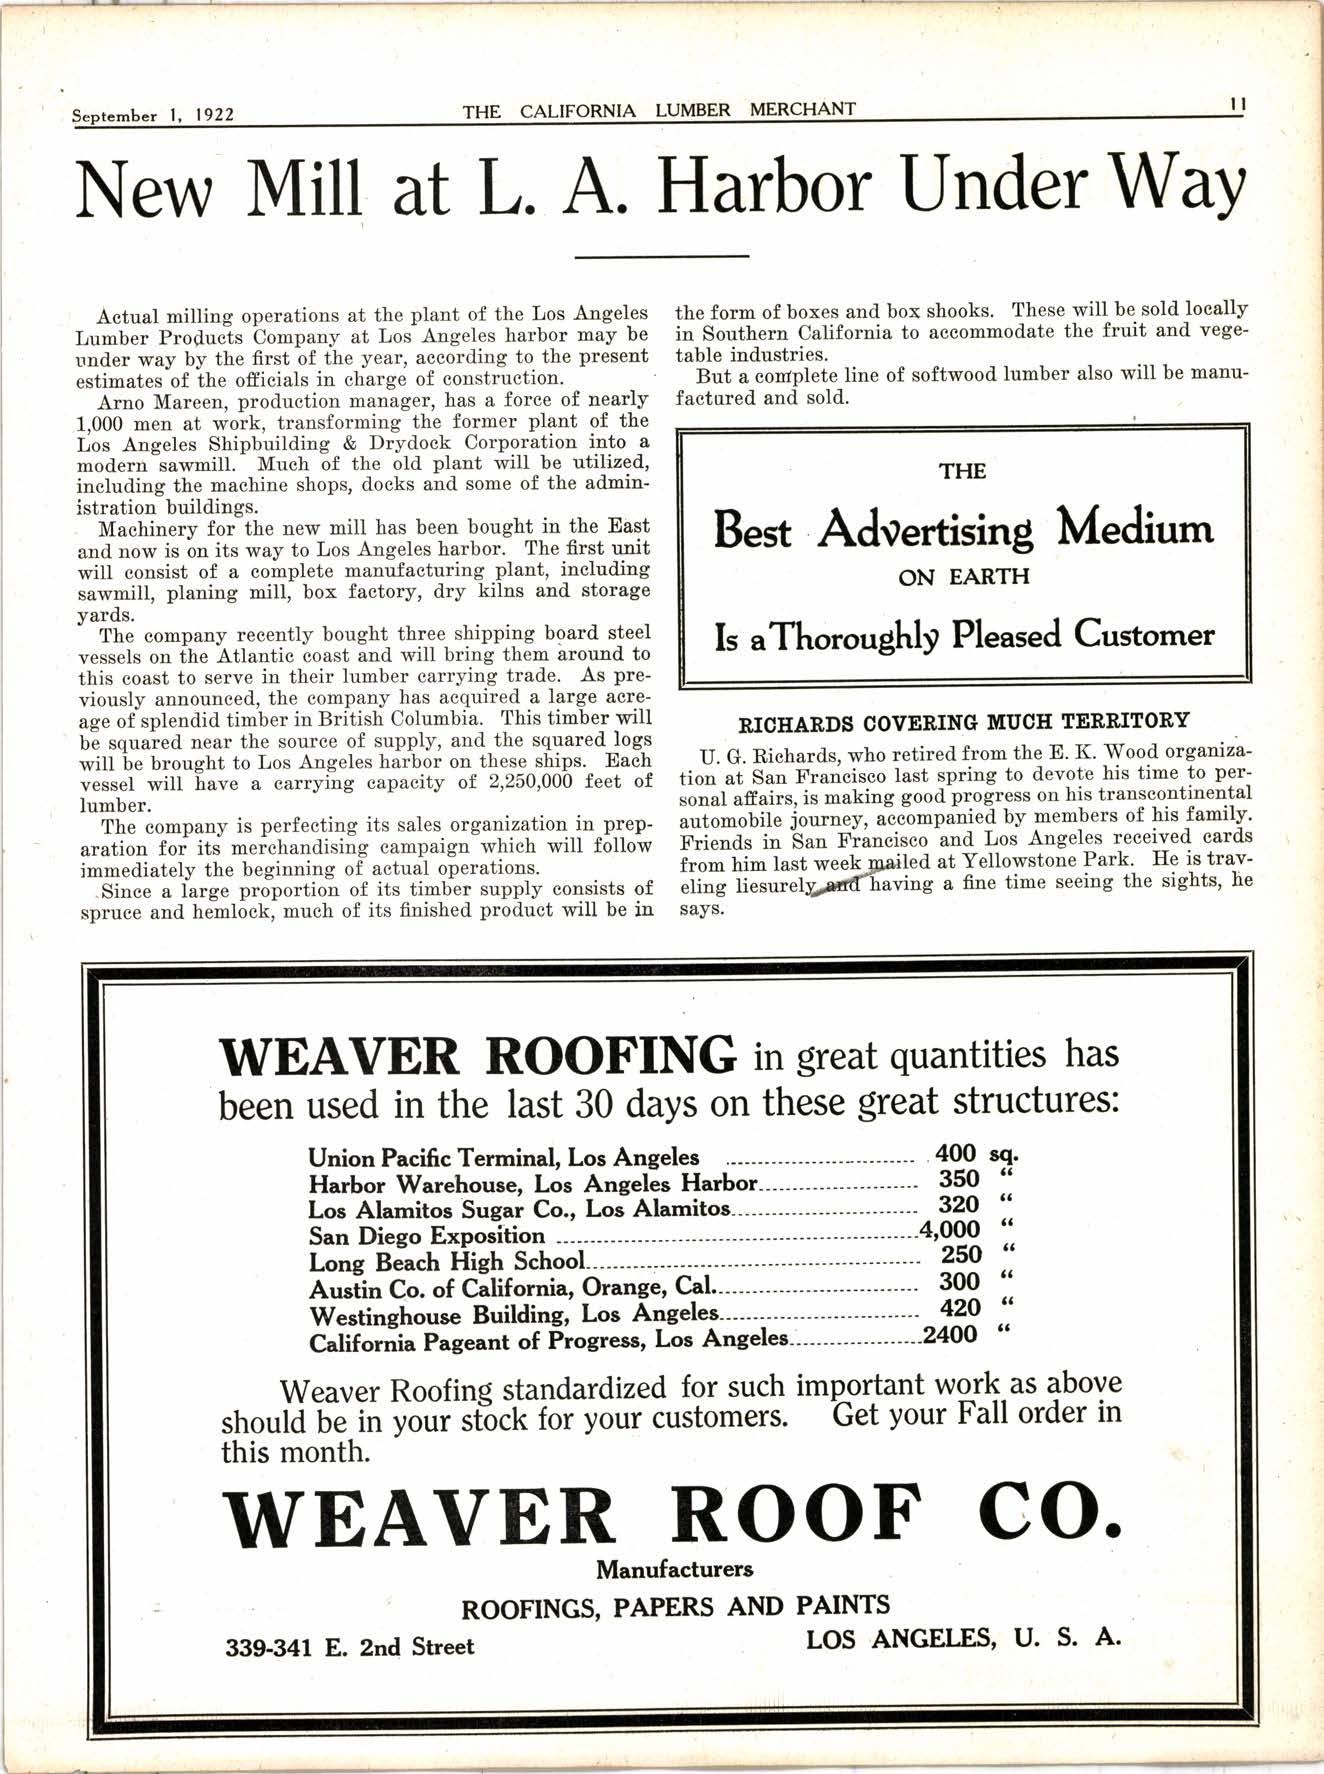 September 1, 1922
THE CALIFORNIA LUMBER MERCHANT
11
New Mill at L. A. Harbor Under Way
Actual milling operations at the plant of the Los Angeles
Lumber Products Company at Los Angeles harbor may be
under way by the first of the year, according to the present
estimates of the officials in charge of construction.
Arno Mareen, production manager, has a force of nearly
1,000 men at work, transforming the former plant of the
Los Angeles Shipbuilding & Drydock Corporation into a
modern sawmill. Much of the old plant will be utilized,
including the machine shops, docks and some of the admin-
istration buildings.
Machinery for the new mill has been bought in the East
and now is on its way to Los Angeles harbor. The first unit
will consist of a complete manufacturing plant, including
sawmill, planing mill, box factory, dry kilns and storage
yards.
The company recently bought three shipping board steel
vessels on the Atlantic coast and will bring them around to
this coast to serve in their lumber carrying trade. As pre-
viously announced, the company has acquired a large acre-
age of splendid timber in British Columbia. This timber will
be squared near the source of supply, and the squared logs
will be brought to Los Angeles harbor on these ships. Each
vessel will have a carrying capacity of 2,250,000 feet of
lumber.
The company is perfecting its sales organization in prep-
aration for its merchandising campaign which will follow
immediately the beginning of actual operations.
Since a large proportion of its timber supply consists of
spruce and hemlock, much of its finished product will be in
the form of boxes and box shooks. These will be sold locally
in Southern California to accommodate the fruit and vege-
table industries.
But a complete line of softwood lumber also will be manu-
factured and sold.
THE
Best Advertising Medium
ON EARTH
Is a Thoroughly Pleased Customer
RICHARDS COVERING MUCH TERRITORY
U. G. Richards, who retired from the E. K. Wood organiza-
tion at San Francisco last spring to devote his time to per-
sonal affairs, is making good progress on his transcontinental
automobile journey, accompanied by members of his family.
Friends in San Francisco and Los Angeles received cards
from him last week mailed at Yellowstone Park. He is trav-
eling liesurely and having a fine time seeing the sights, he
says.
WEAVER ROOFING in great quantities has
been used in the last 30 days on these great structures:
Union Pacific Terminal, Los Angeles 400 sq.
Harbor Warehouse, Los Angeles Harbor 350 “
Los Alamitos Sugar Co., Los Alamitos 320 “
San Diego Exposition 4,000 “
Long Beach High School 250 “
Austin Co. of California, Orange, Cal. 300 “
Westinghouse Building, Los Angeles 420 “
California Pageant of Progress, Los Angeles 2400 “
Weaver Roofing standardized for such important work as above
should be in your stock for your customers. Get your Fall order in
this month.
WEAVER ROOF CO.
Manufacturers
ROOFINGS, PAPERS AND PAINTS
339-341 E. 2nd Street
LOS ANGELES, U. S. A.